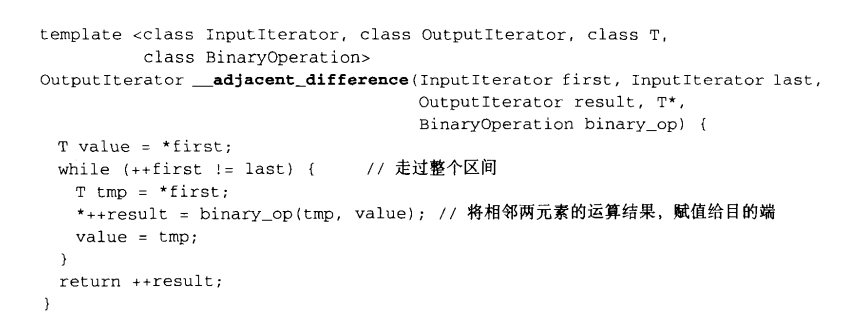 template <class InputIterator, class OutputIterator, class T,
          class BinaryOperation>
OutputIterator __adjacent_difference(InputIterator first, InputIterator last,
                                     OutputIterator result, T*,
                                     BinaryOperation binary_op) {
  T value = *first;
  while (++first != last) {     // 走过整个区间
    T tmp = *first;
    *++result = binary_op(tmp, value); // 将相邻两元素的运算结果，赋值给目的端
    value = tmp;
  }
  return ++result;
}